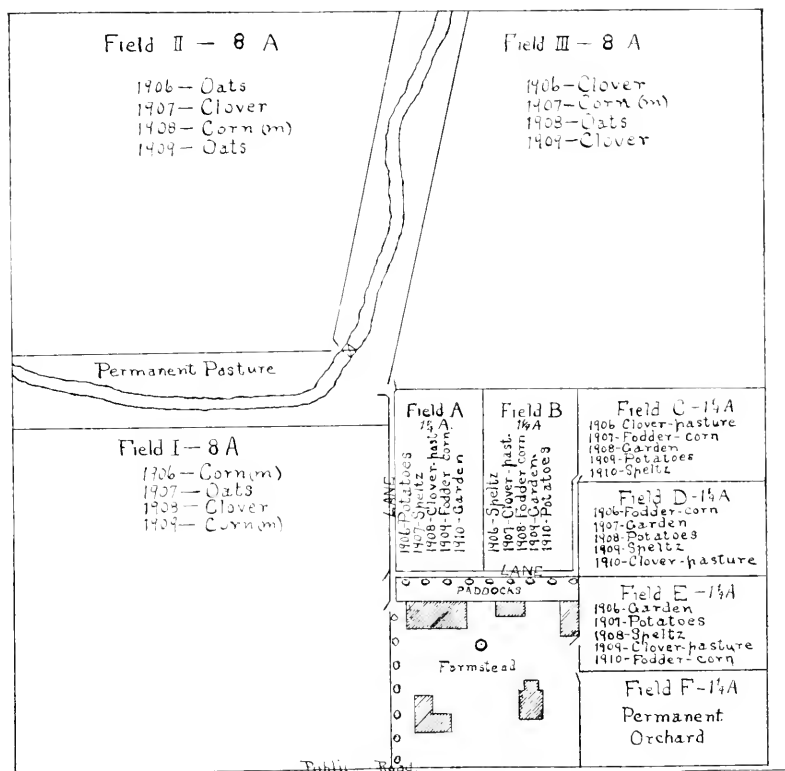 Field II - 8 A
1906 - Oats
1907 - Clover
1908 - Corn (m)
1909 - Oats
Field III - 8 A
1906 - Clover
1907 - Corn (m)
1908 - Oats
1909 - Clover
Permanent Pasture
Field I - 8 A
1906 - Corn (m)
1907 - Oats
1908 - Clover
1909 - Corn (m)
LANE
Field A
1¼ A.
1906-Potatoes
1907-Speltz
1908-Clover-past.
1909-Fodder corn
1910-Garden
Field B
1¼ A
1906-Speltz
1907-Clover-past.
1908-Fodder corn
1909-Garden
1910-Potatoes
Field C - 1¼ A
1906 Clover-pasture
1907-Fodder-corn
1908-Garden
1909-Potatoes
1910-Speltz
Field D - 1¼ A
1906-Fodder-corn
1907-Garden
1908-Potatoes
1909-Speltz
1910-Clover-pasture
LANE
PADDOCKS
Field E - 1¼ A
1906-Garden
1907-Potatoes
1908-Speltz
1909-Clover-pasture
1910-Fodder-corn
Farmstead
Field F - 1¼ A
Permanent
Orchard
Public Road